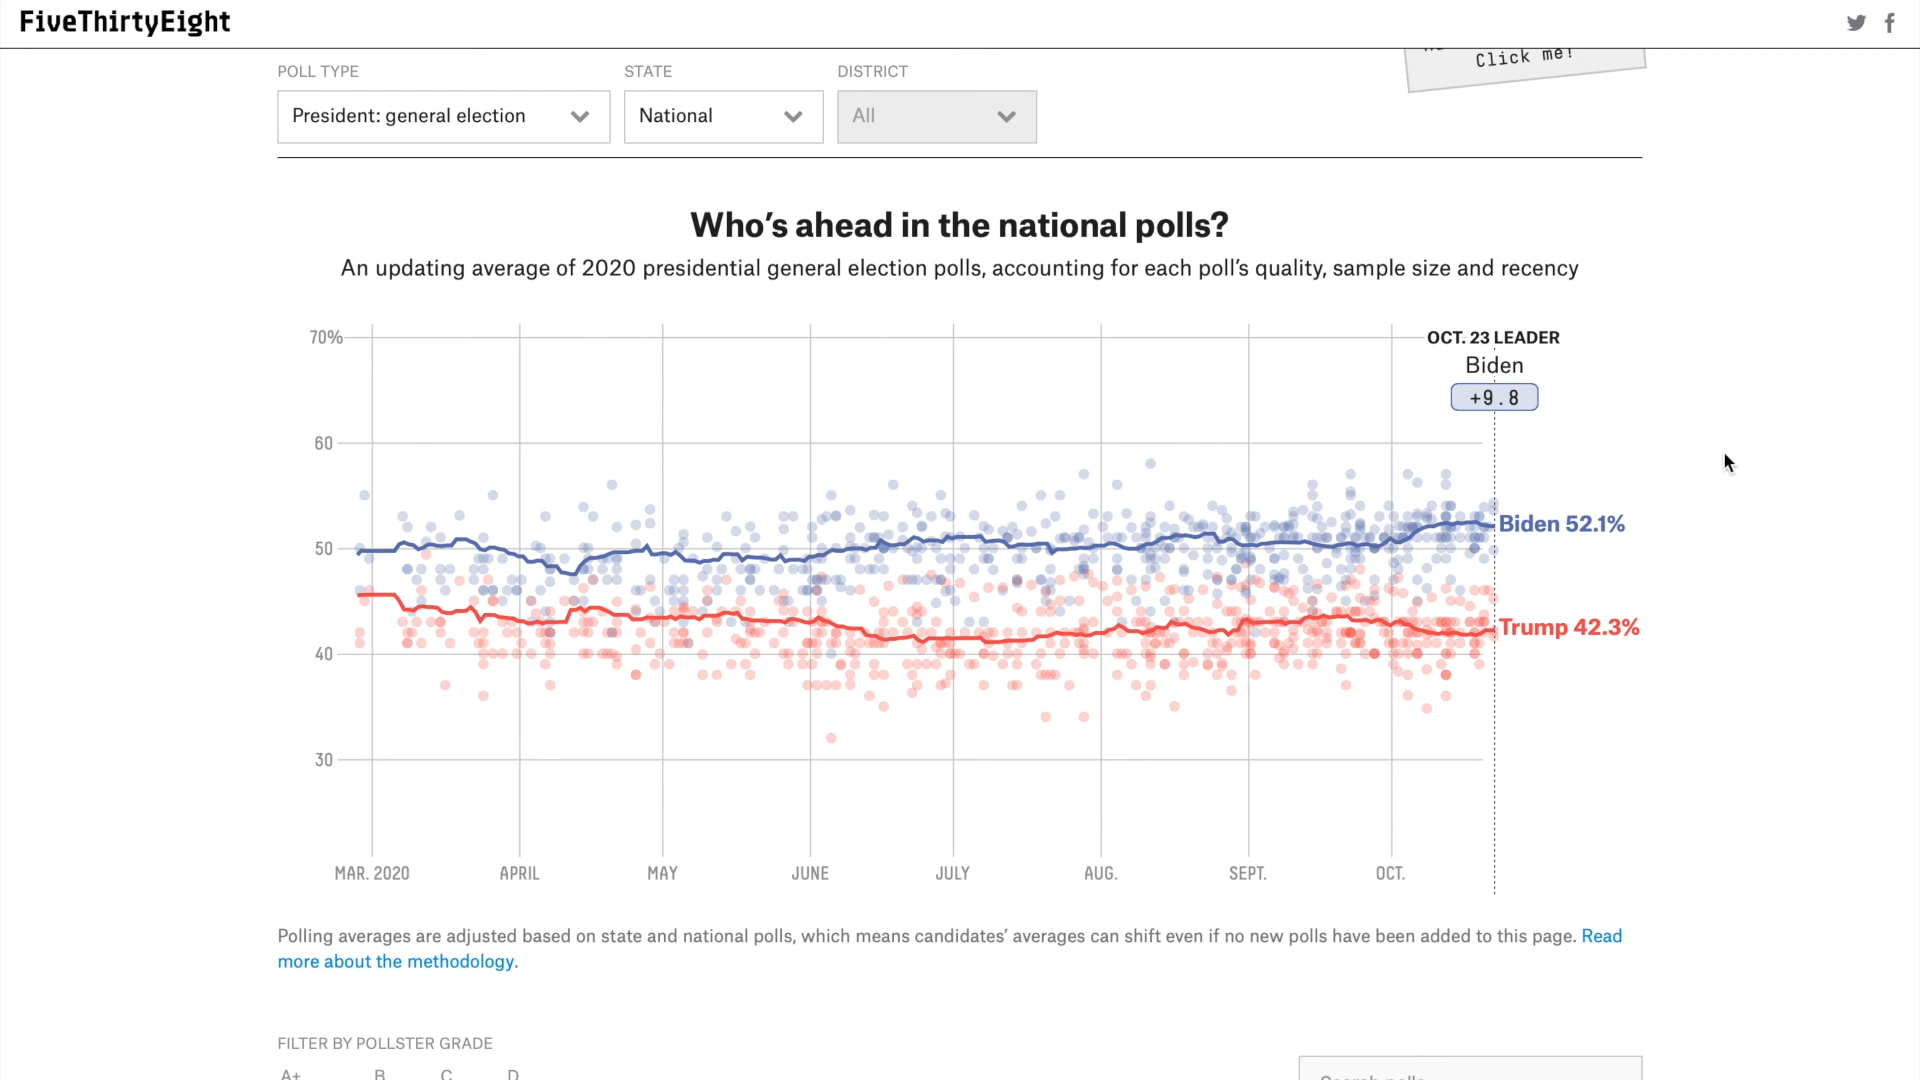 FiveThirtyEight
Click me!
POLL TYPE
STATE
DISTRICT
President: general election
National
All
Who's ahead in the national polls?
An updating average of 2020 presidential general election polls, accounting for each poll's quality, sample size and recency
70%
OCT. 23 LEADER
Biden
+9.8
60
Biden 52.1%
50
Trump 42.3%
40
30
MAR. 2020
APRIL
MAY
JUNE
JULY
AUG.
SEPT.
OCT.
Polling averages are adjusted based on state and national polls, which means candidates' averages can shift even if no new polls have been added to this page. Read
more about the methodology.
FILTER BY POLLSTER GRADE
A+
B
C
D
Search polls